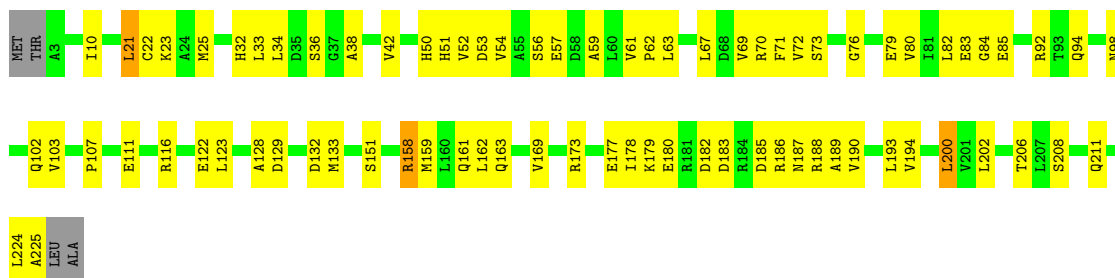 MET THR A3 I10 L21 C22 K23 A24 M25 H32 L33 L34 D35 S36 G37 A38 V42 H50 H51 V52 D53 V54 A55 S56 E57 D58 A59 L60 V61 P62 L63 L67 D68 V69 R70 F71 V72 S73 G76 E79 V80 I81 L82 E83 G84 E85 R92 T93 Q94
Q102 V103 P107 E111 R116 E122 L123 A128 D129 D132 M133 S151 R158 M159 L160 Q161 L162 Q163 V169 R173 E177 I178 K179 E180 R181 D182 D183 R184 D185 R186 N187 R188 A189 V190 L193 V194 L200 V201 L202 T206 L207 S208 Q211
L224 A225 LEU ALA